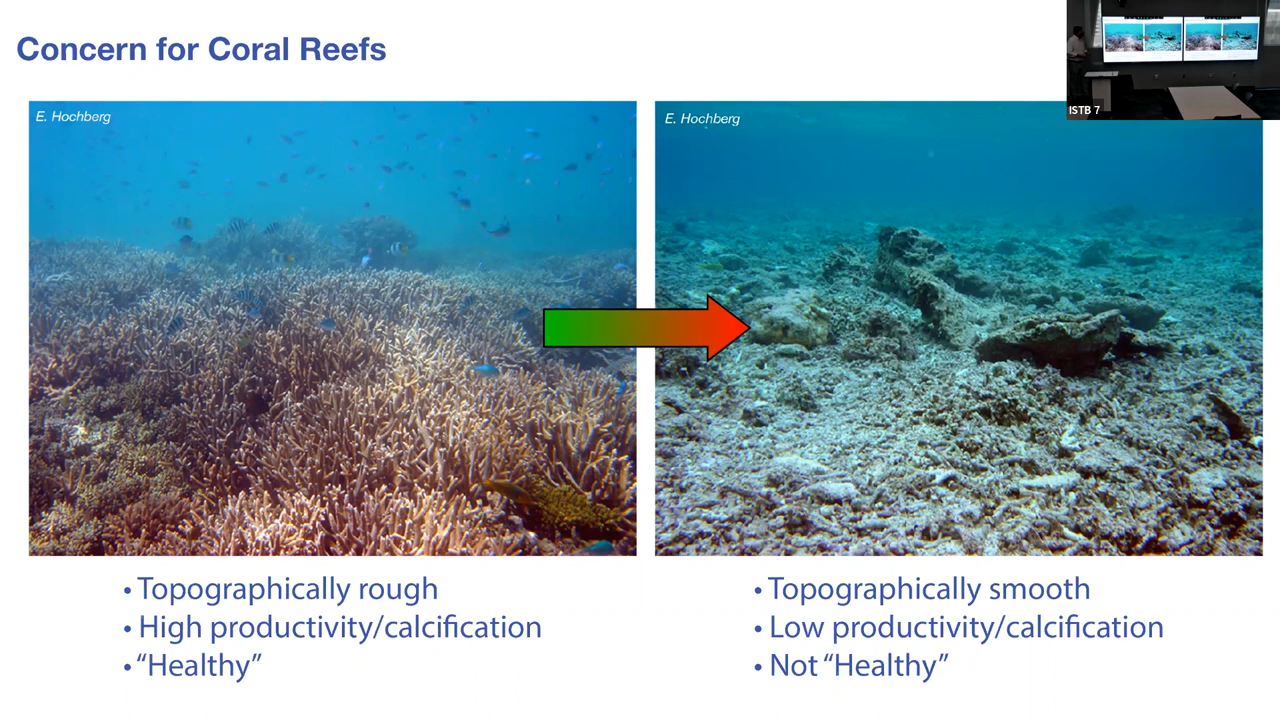 Concern for Coral Reefs
ISTB 7
E. Hochberg
E. Hochberg
• Topographically rough
• High productivity/calcification
• “Healthy”
• Topographically smooth
• Low productivity/calcification
• Not “Healthy”